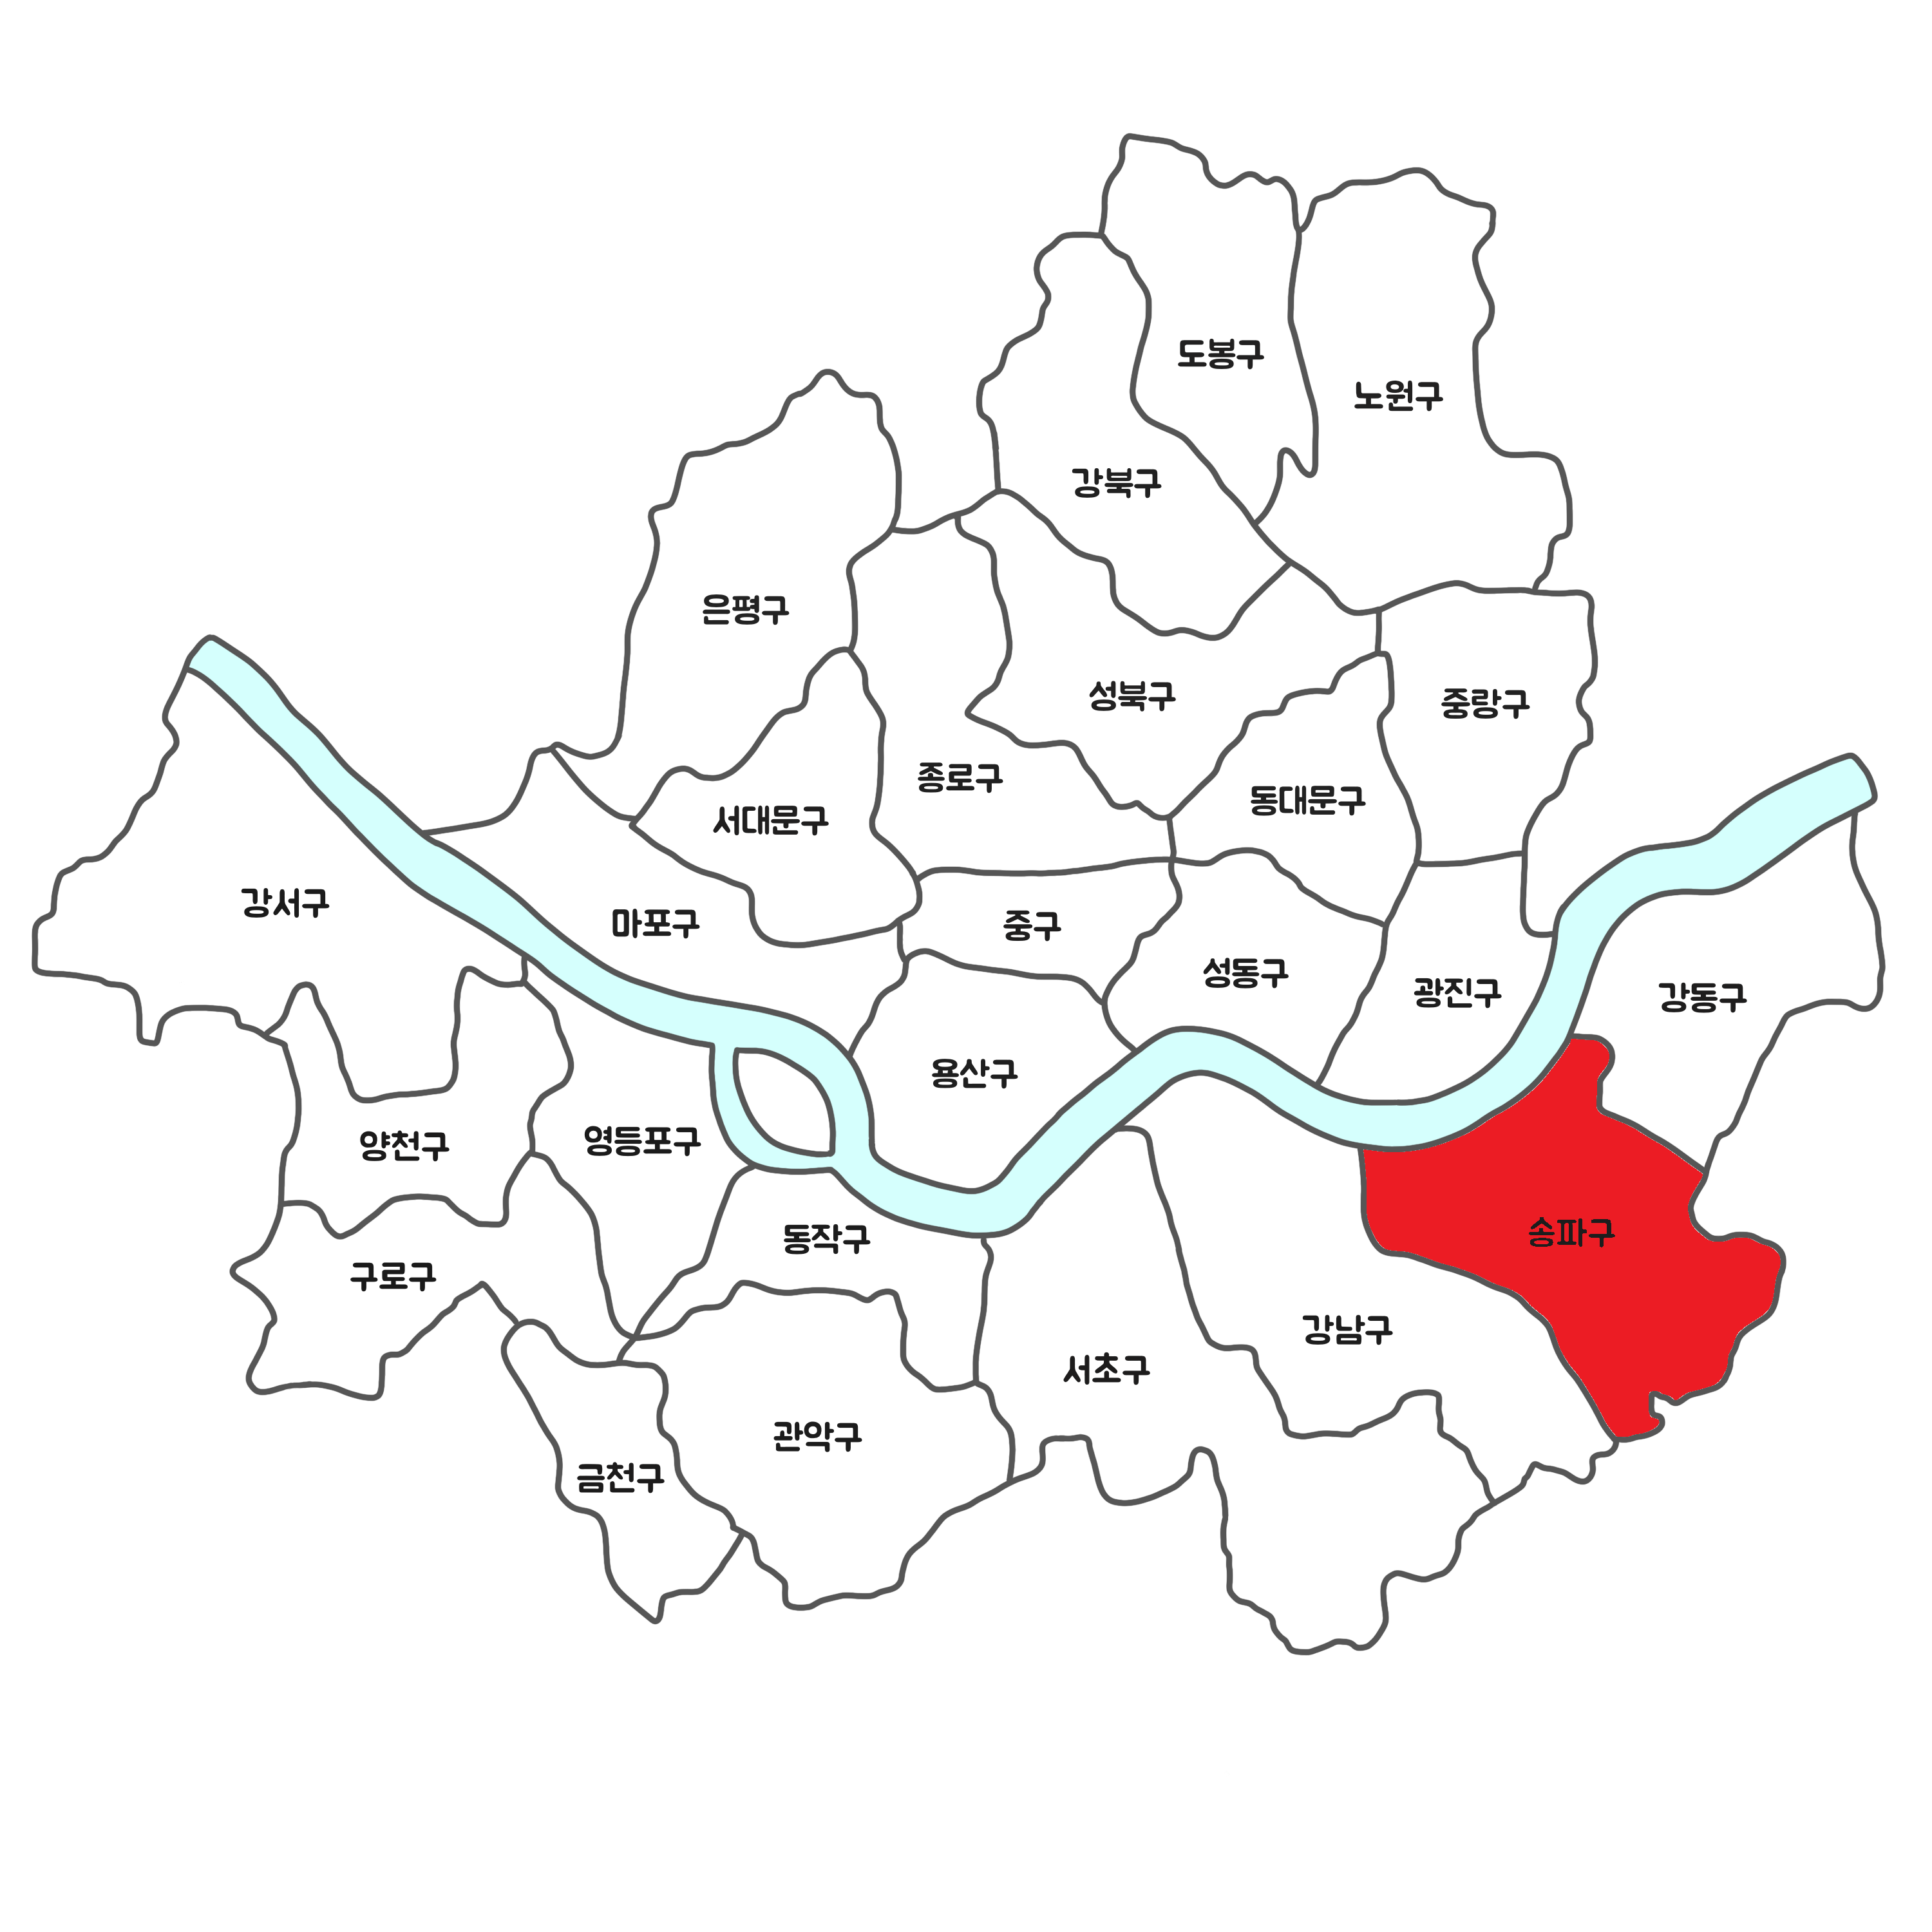 도봉구
노원구
강북구
은평구
성북구
중랑구
종로구
동대문구
서대문구
강서구
마포구
중구
성동구
광진구
강동구
용산구
양천구
영등포구
송파구
동작구
구로구
강남구
서초구
관악구
금천구